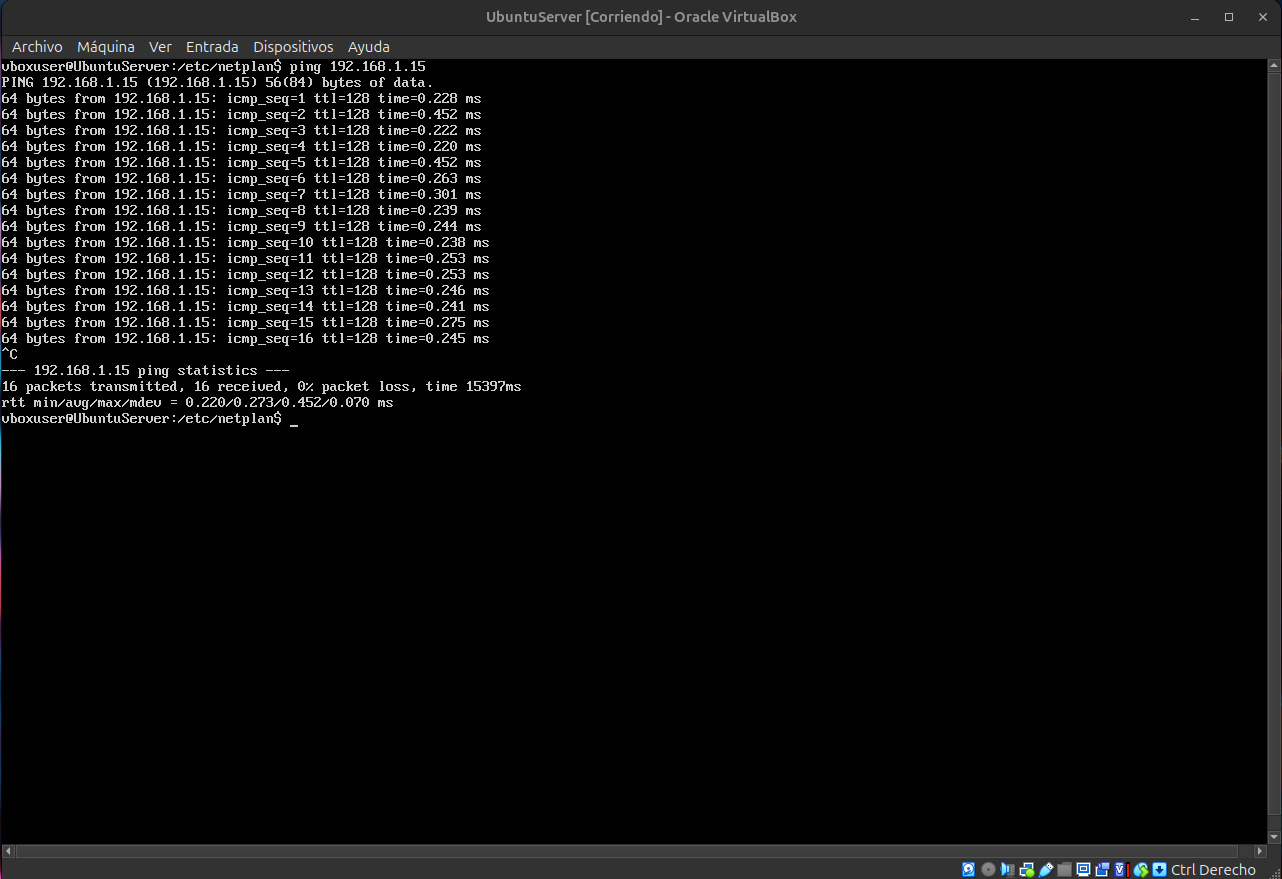 UbuntuServer [Corriendo] - Oracle VirtualBox
Archivo Máquina Ver Entrada Dispositivos Ayuda
vboxuser@UbuntuServer:/etc/netplan$ ping 192.168.1.15
PING 192.168.1.15 (192.168.1.15) 56(84) bytes of data.
64 bytes from 192.168.1.15: icmp_seq=1 ttl=128 time=0.228 ms
64 bytes from 192.168.1.15: icmp_seq=2 ttl=128 time=0.452 ms
64 bytes from 192.168.1.15: icmp_seq=3 ttl=128 time=0.222 ms
64 bytes from 192.168.1.15: icmp_seq=4 ttl=128 time=0.220 ms
64 bytes from 192.168.1.15: icmp_seq=5 ttl=128 time=0.452 ms
64 bytes from 192.168.1.15: icmp_seq=6 ttl=128 time=0.263 ms
64 bytes from 192.168.1.15: icmp_seq=7 ttl=128 time=0.301 ms
64 bytes from 192.168.1.15: icmp_seq=8 ttl=128 time=0.239 ms
64 bytes from 192.168.1.15: icmp_seq=9 ttl=128 time=0.244 ms
64 bytes from 192.168.1.15: icmp_seq=10 ttl=128 time=0.238 ms
64 bytes from 192.168.1.15: icmp_seq=11 ttl=128 time=0.253 ms
64 bytes from 192.168.1.15: icmp_seq=12 ttl=128 time=0.253 ms
64 bytes from 192.168.1.15: icmp_seq=13 ttl=128 time=0.246 ms
64 bytes from 192.168.1.15: icmp_seq=14 ttl=128 time=0.241 ms
64 bytes from 192.168.1.15: icmp_seq=15 ttl=128 time=0.275 ms
64 bytes from 192.168.1.15: icmp_seq=16 ttl=128 time=0.245 ms
^C
--- 192.168.1.15 ping statistics ---
16 packets transmitted, 16 received, 0% packet loss, time 15397ms
rtt min/avg/max/mdev = 0.220/0.273/0.452/0.070 ms
vboxuser@UbuntuServer:/etc/netplan$ _
Ctrl Derecho